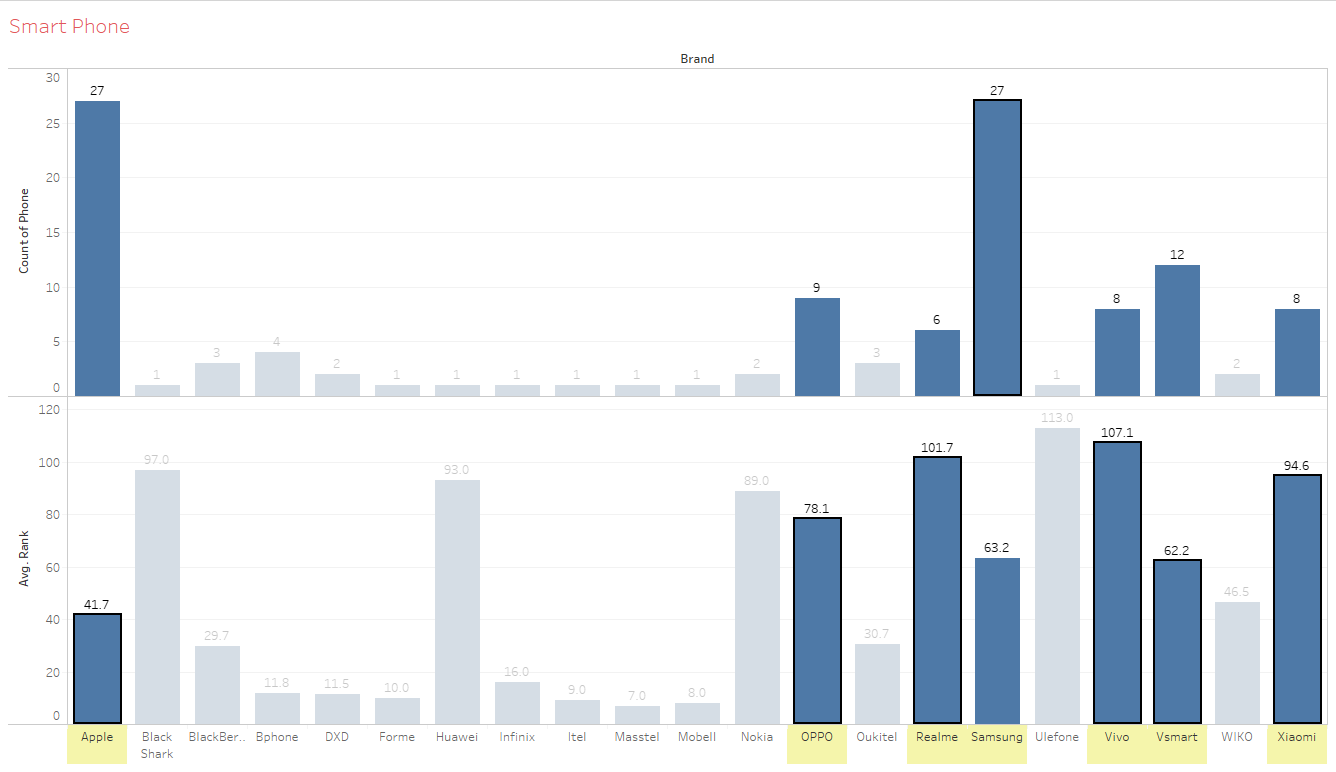 Smart Phone
Brand
30
25
20
15
10
5
0
Count of Phone
27
1
3
4
2
1
1
1
1
1
1
2
9
3
6
27
1
8
12
2
8
120
100
80
60
40
20
0
Avg. Rank
41.7
97.0
29.7
11.8
11.5
10.0
93.0
16.0
9.0
7.0
8.0
89.0
78.1
30.7
101.7
63.2
113.0
107.1
62.2
46.5
94.6
Apple
Black
Shark
BlackBer..
Bphone
DXD
Forme
Huawei
Infinix
Itel
Masstel
Mobell
Nokia
OPPO
Oukitel
Realme
Samsung
Ulefone
Vivo
Vsmart
WIKO
Xiaomi